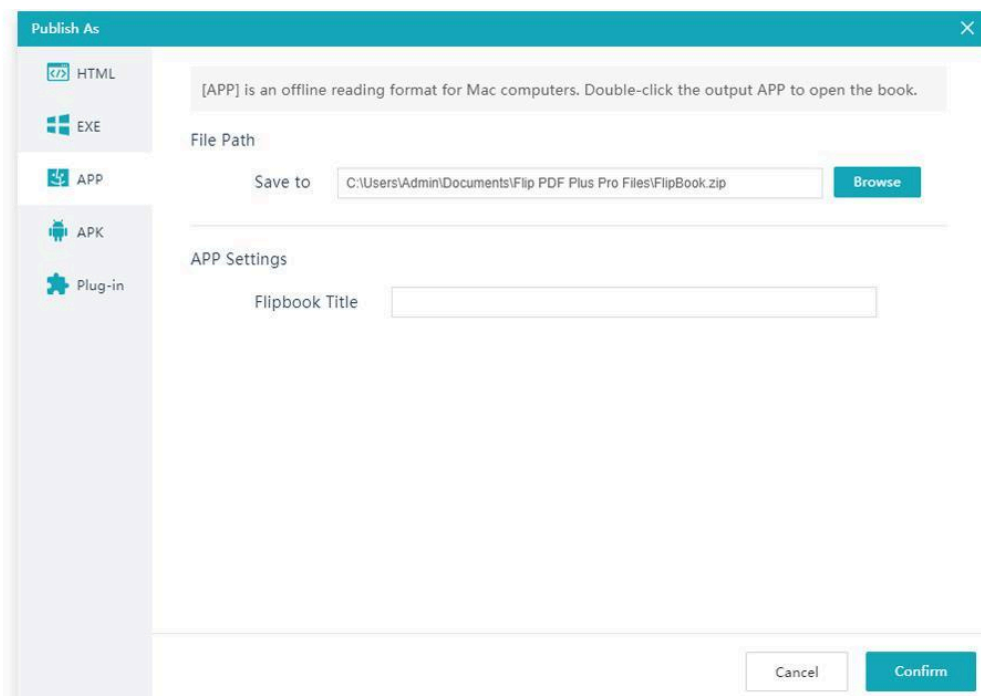 Publish As
HTML
EXE
APP
APK
Plug-in
[APP] is an offline reading format for Mac computers. Double-click the output APP to open the book.
File Path
Save to C:\Users\Admin\Documents\Flip PDF Plus Pro Files\FlipBook.zip Browse
APP Settings
Flipbook Title
Cancel Confirm